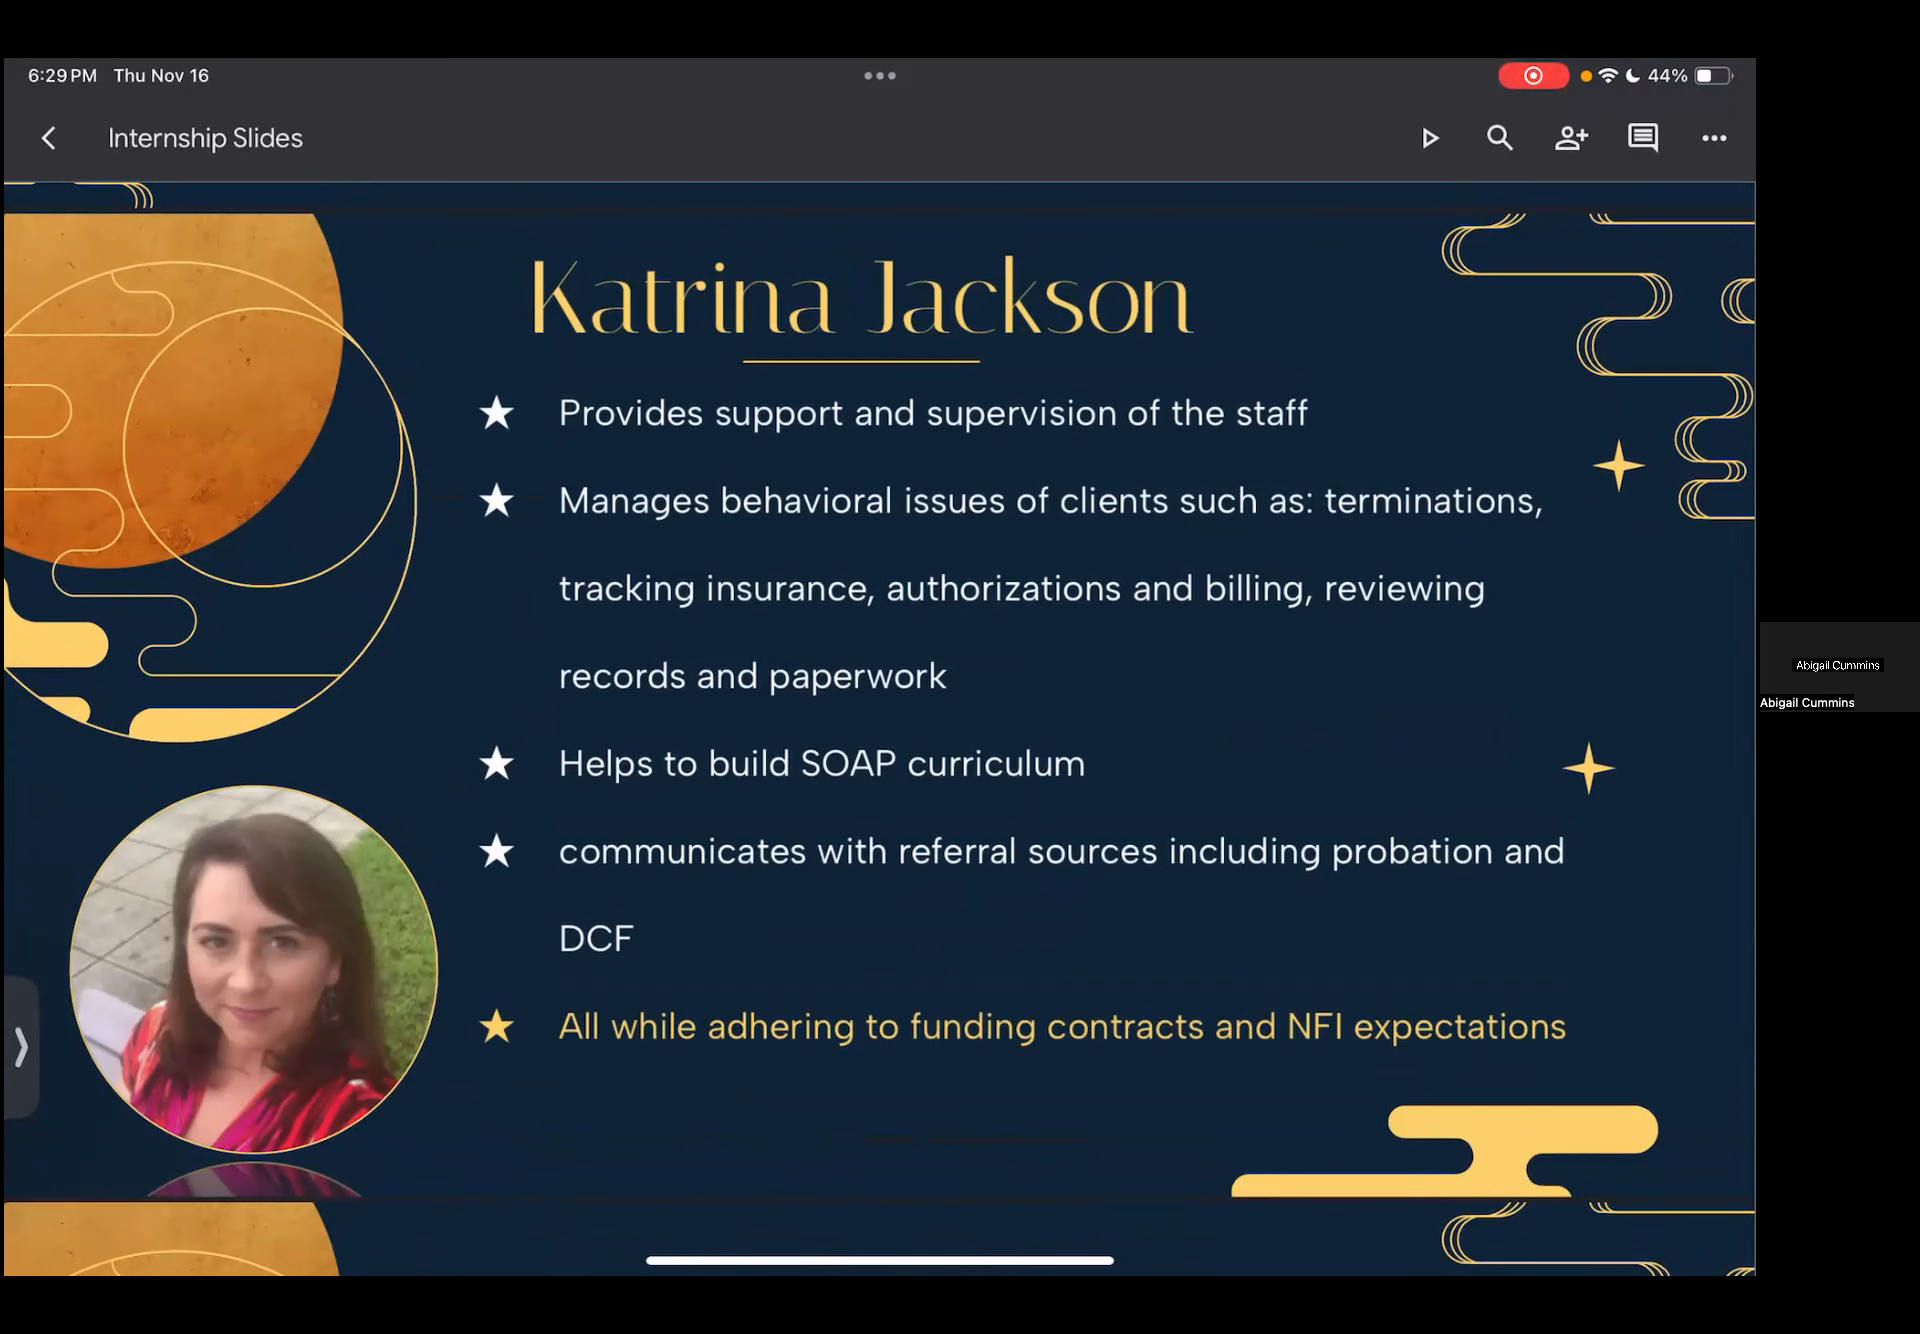 6:29 PM Thu Nov 16
44%
Internship Slides
Katrina Jackson
Provides support and supervision of the staff
Manages behavioral issues of clients such as: terminations,
tracking insurance, authorizations and billing, reviewing
records and paperwork
Helps to build SOAP curriculum
communicates with referral sources including probation and
DCF
All while adhering to funding contracts and NFI expectations
Abigail Cummins
Abigail Cummins